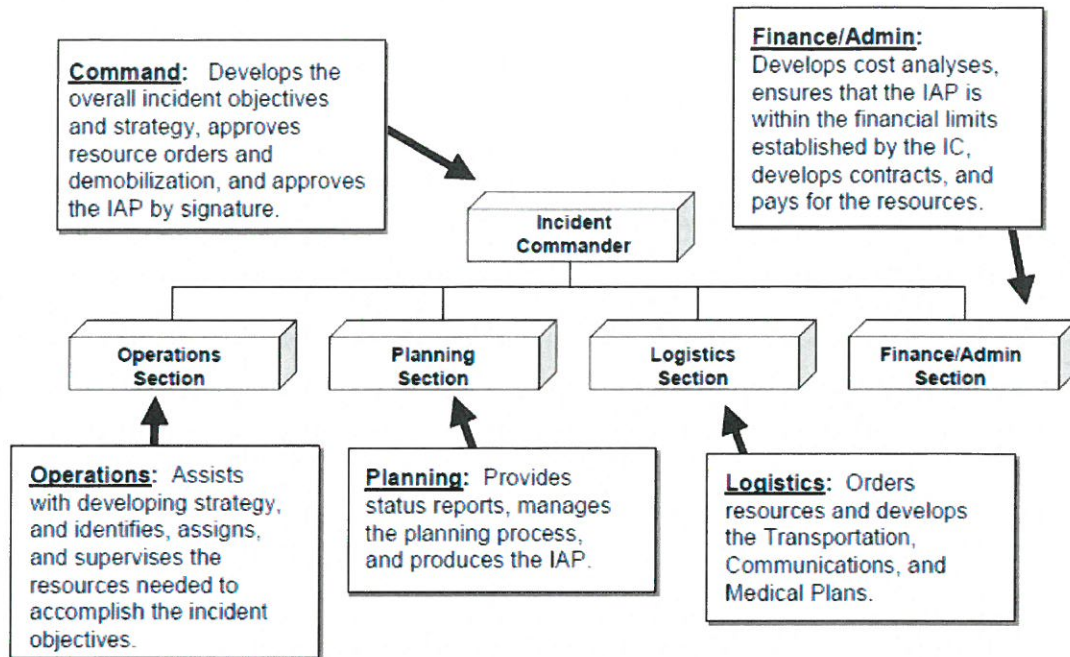 Command: Develops the
overall incident objectives
and strategy, approves
resource orders and
demobilization, and approves
the IAP by signature.
Finance/Admin:
Develops cost analyses,
ensures that the IAP is
within the financial limits
established by the IC,
develops contracts, and
pays for the resources.
Incident
Commander
Operations
Section
Planning
Section
Logistics
Section
Finance/Admin
Section
Operations: Assists
with developing strategy,
and identifies, assigns,
and supervises the
resources needed to
accomplish the incident
objectives.
Planning: Provides
status reports, manages
the planning process,
and produces the IAP.
Logistics: Orders
resources and develops
the Transportation,
Communications, and
Medical Plans.